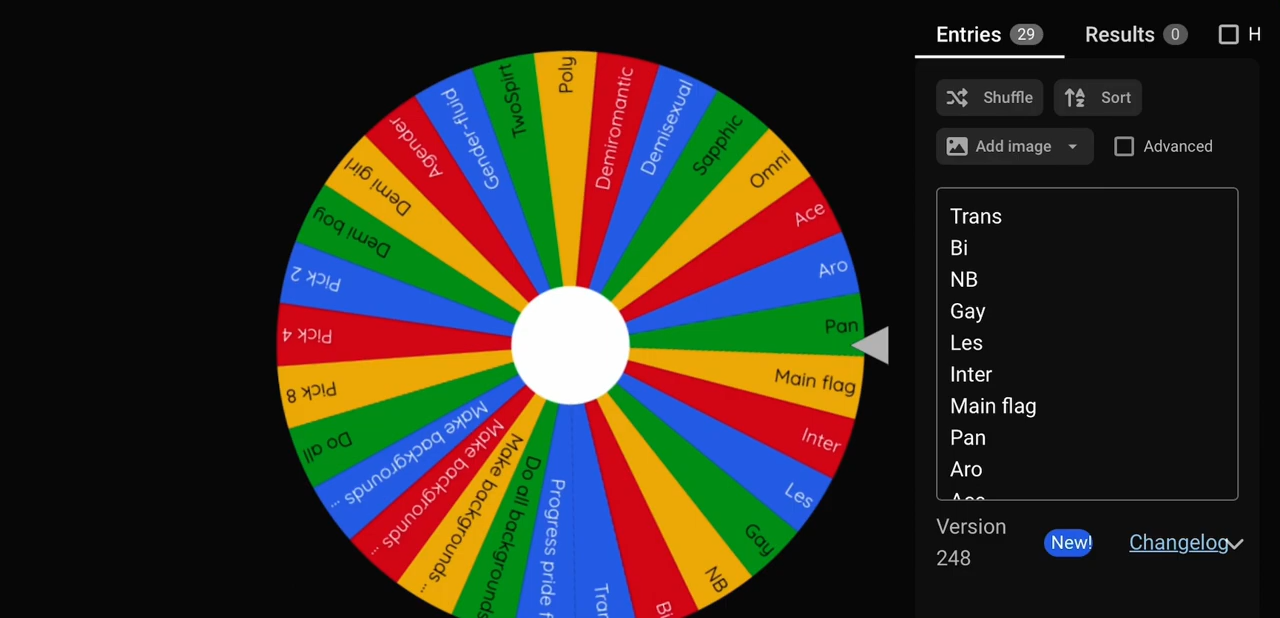 Entries 29 Results 0 H
Shuffle Sort
Add image Advanced
Trans
Bi
NB
Gay
Les
Inter
Main flag
Pan
Aro
Ace
Version
248
New!
Changelog
Poly
Demiromantic
Demisexual
Sapphic
Omni
Ace
Aro
Pan
Main flag
Inter
Les
Gay
NB
Bi
Tran
Progress pride f
Do all backgrounds
Make backgrounds ...
Make backgrounds ...
Make backgrounds ...
Do all
Pick 8
Pick 4
Pick 2
Demi boy
Demi girl
Agender
Gender-fluid
TwoSpirt